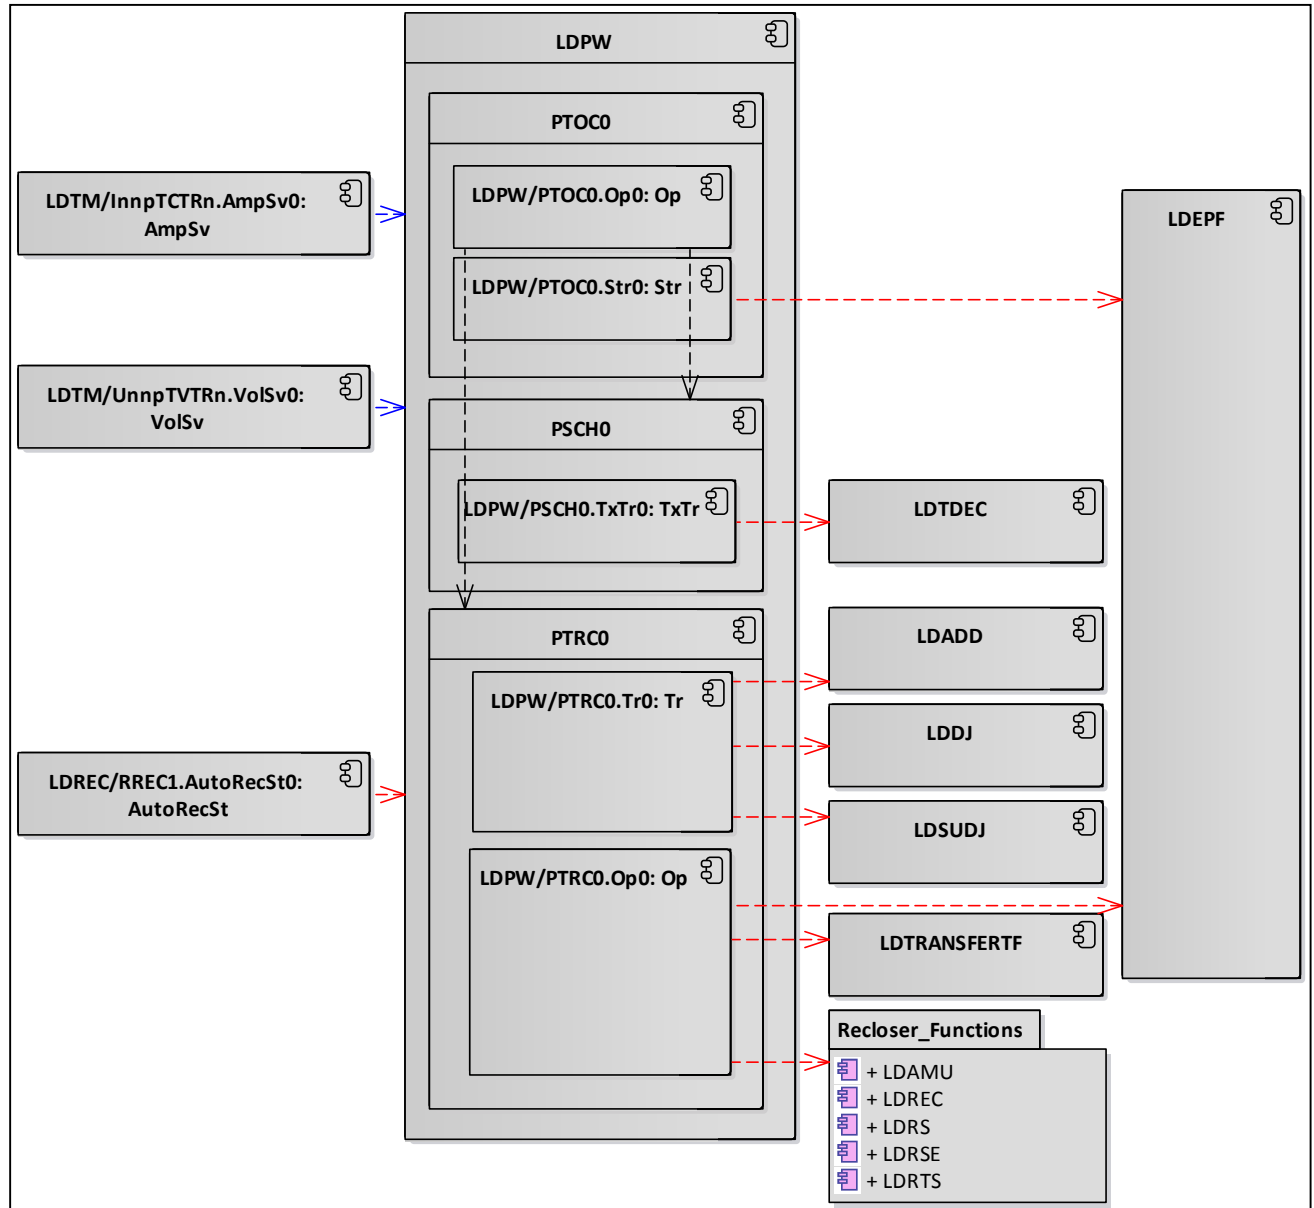 LDPW
PTOC0
LDPW/PTOC0.Op0: Op
LDPW/PTOC0.Str0: Str
LDTM/InnpTCTRn.AmpSv0:
AmpSv
LDEPF
LDTM/UnnpTVTRn.VolSv0:
VolSv
PSCH0
LDPW/PSCH0.TxTr0: TxTr
LDTDEC
PTRC0
LDADD
LDPW/PTRC0.Tr0: Tr
LDDJ
LDREC/RREC1.AutoRecSt0:
AutoRecSt
LDSUDJ
LDPW/PTRC0.Op0: Op
LDTRANSFERTF
Recloser_Functions
+ LDAMU
+ LDREC
+ LDRS
+ LDRSE
+ LDRTS